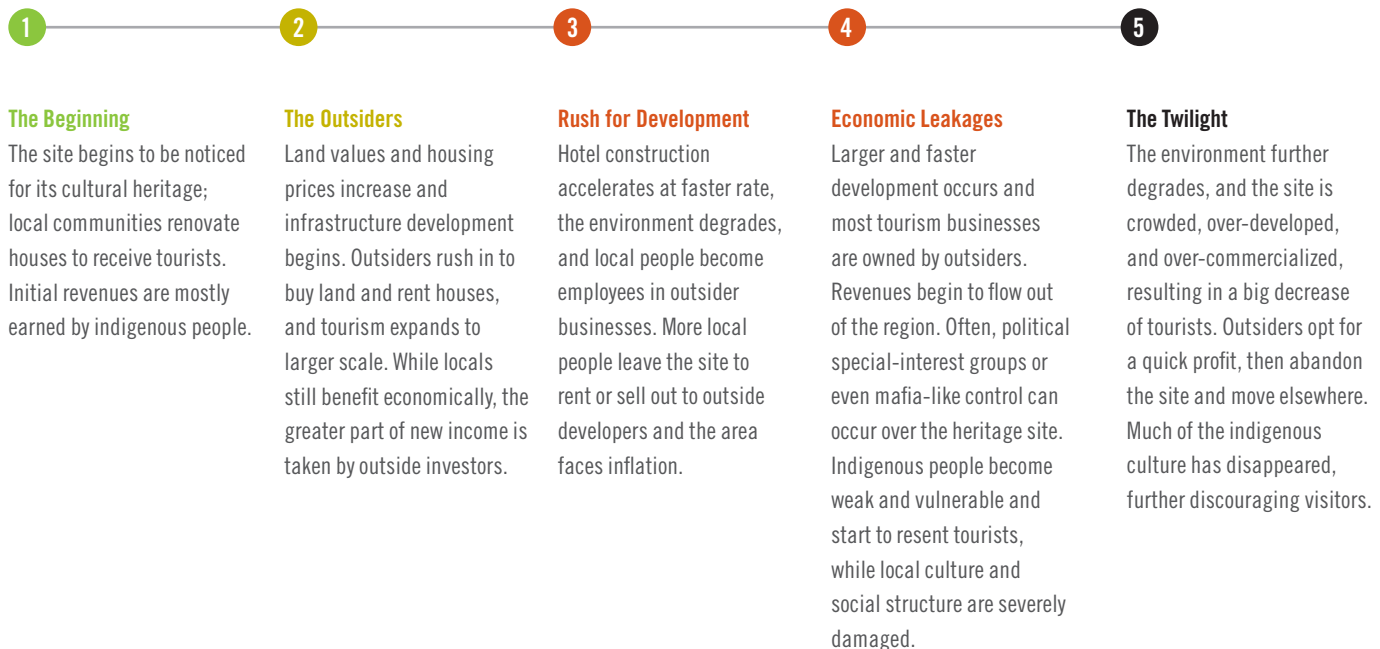 1
2
3
4
5
The Beginning
The site begins to be noticed
for its cultural heritage;
local communities renovate
houses to receive tourists.
Initial revenues are mostly
earned by indigenous people.
The Outsiders
Land values and housing
prices increase and
infrastructure development
begins. Outsiders rush in to
buy land and rent houses,
and tourism expands to
larger scale. While locals
still benefit economically, the
greater part of new income is
taken by outside investors.
Rush for Development
Hotel construction
accelerates at faster rate,
the environment degrades,
and local people become
employees in outsider
businesses. More local
people leave the site to
rent or sell out to outside
developers and the area
faces inflation.
Economic Leakages
Larger and faster
development occurs and
most tourism businesses
are owned by outsiders.
Revenues begin to flow out
of the region. Often, political
special-interest groups or
even mafia-like control can
occur over the heritage site.
Indigenous people become
weak and vulnerable and
start to resent tourists,
while local culture and
social structure are severely
damaged.
The Twilight
The environment further
degrades, and the site is
crowded, over-developed,
and over-commercialized,
resulting in a big decrease
of tourists. Outsiders opt for
a quick profit, then abandon
the site and move elsewhere.
Much of the indigenous
culture has disappeared,
further discouraging visitors.